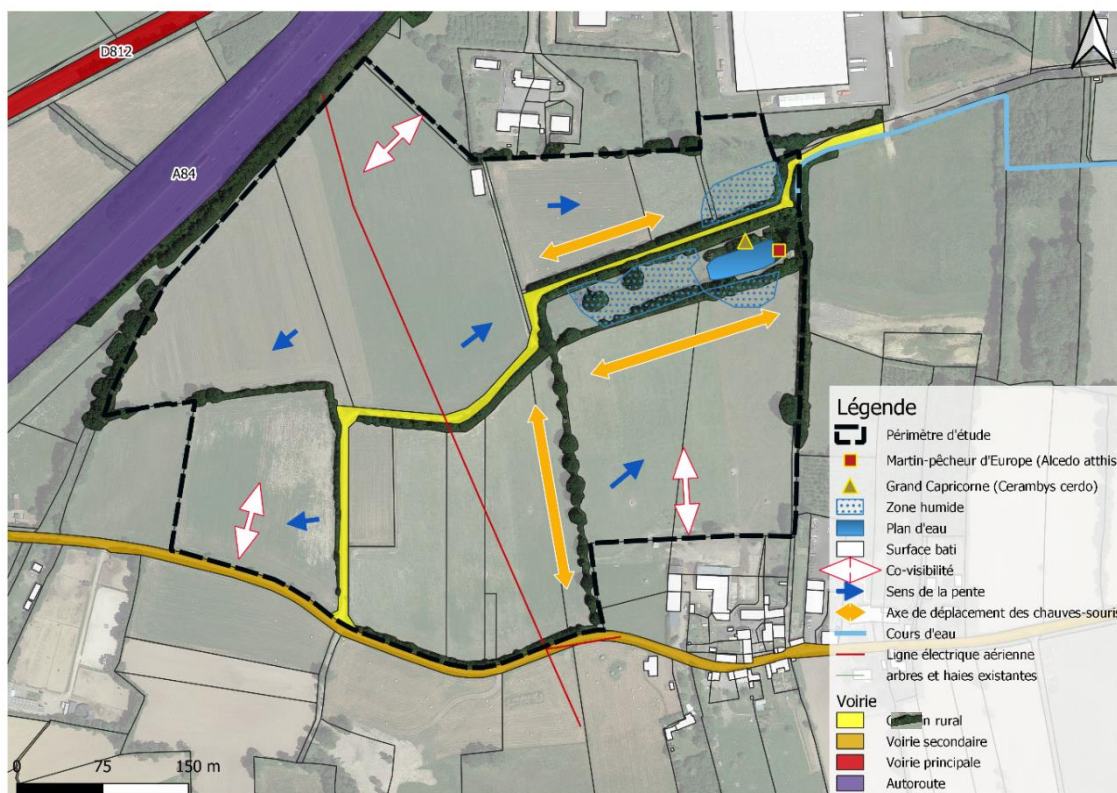 D812
A84
Légende
Périmètre d'étude
Martin-pêcheur d'Europe (Alcedo atthis
Grand Capricorne (Cerambys cerdo)
Zone humide
Plan d'eau
Surface bati
Co-visibilité
Sens de la pente
Axe de déplacement des chauves-souris
Cours d'eau
Ligne électrique aérienne
arbres et haies existantes
Voirie
rural
Voirie secondaire
Voirie principale
Autoroute
0 75 150 m